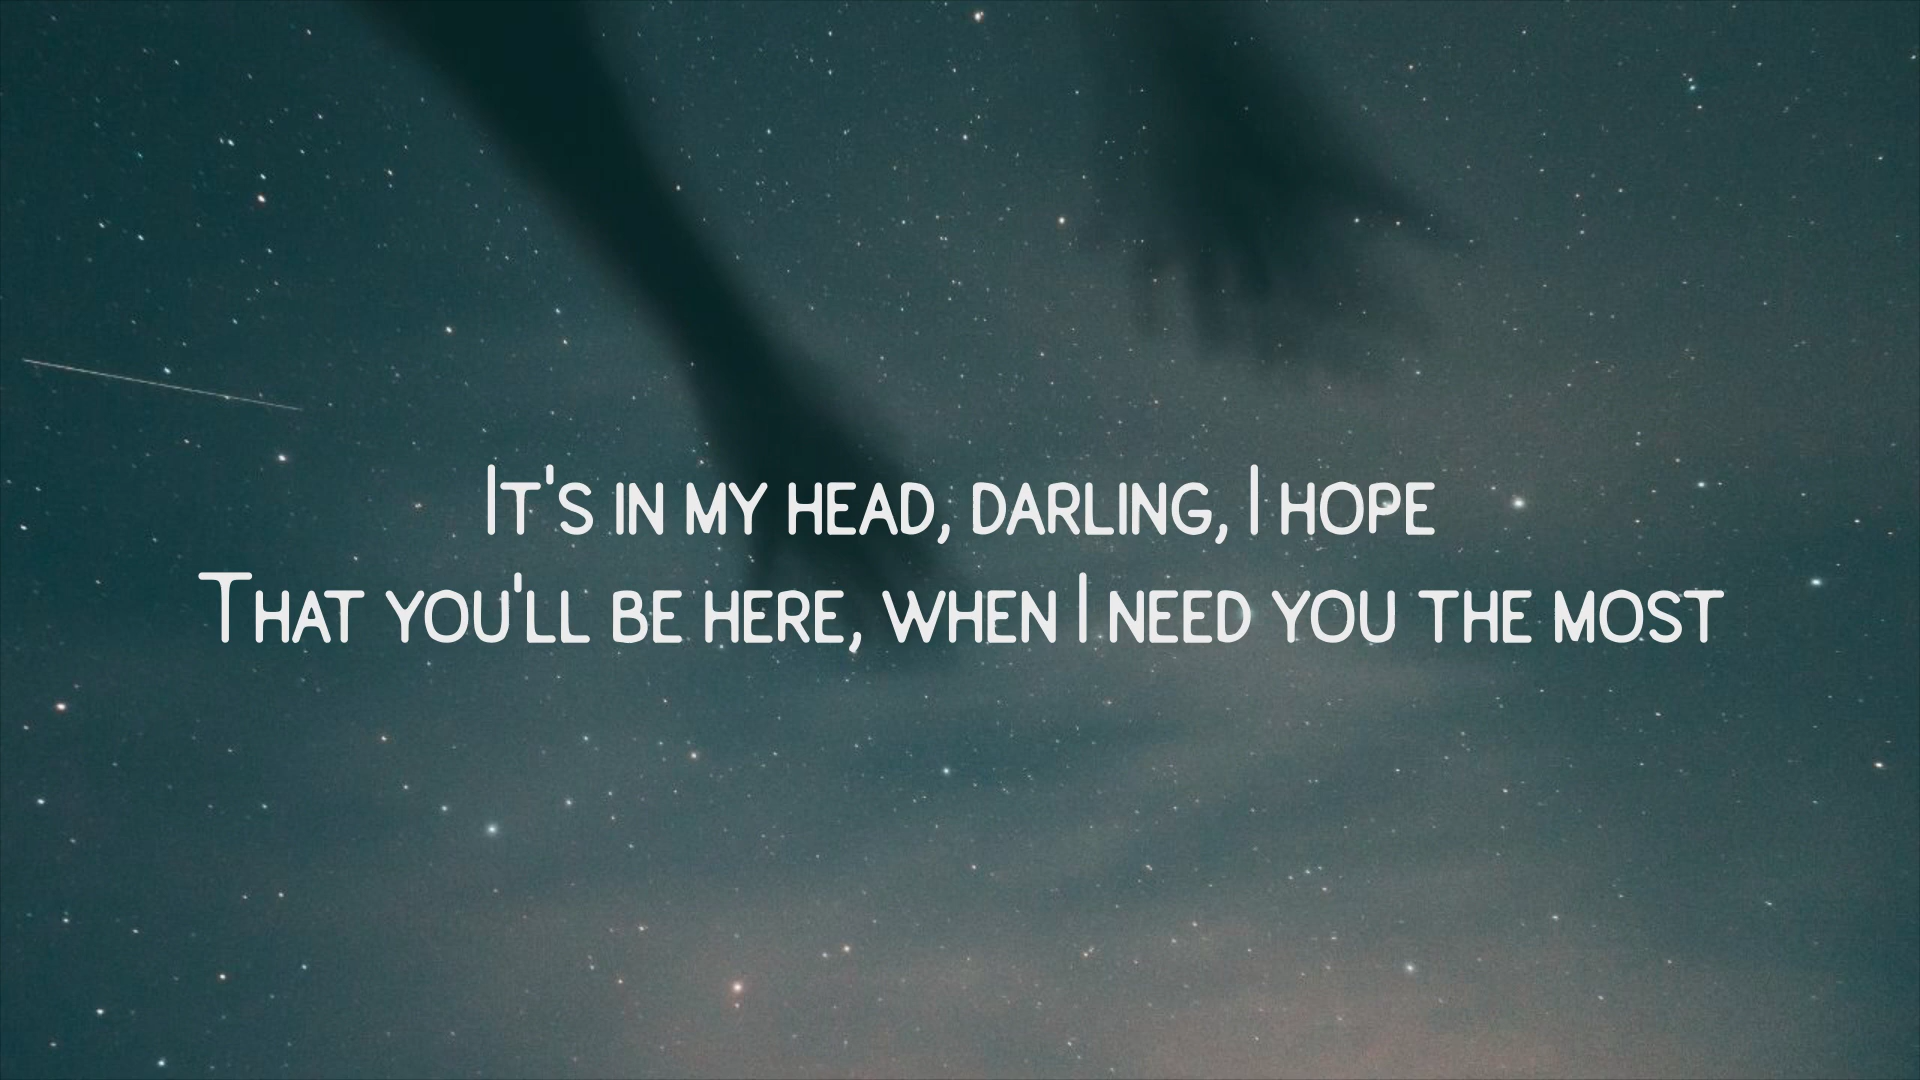 It's in my head, darling, I hope
That you'll be here, when I need you the most